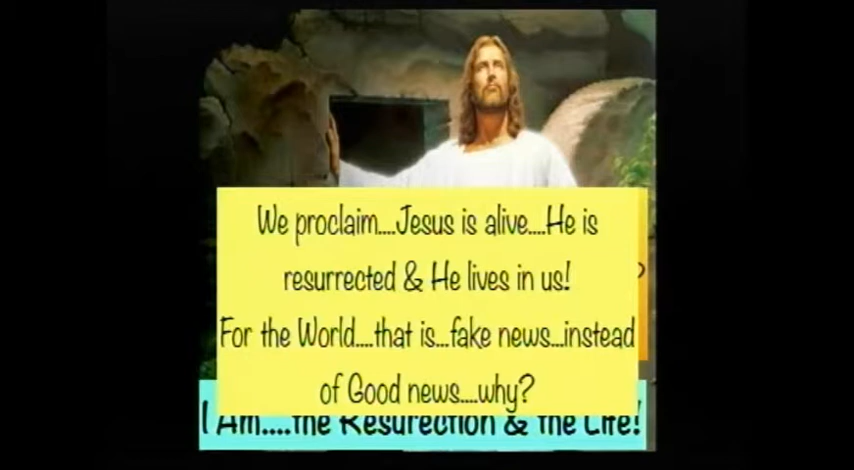 We proclaim....Jesus is alive....He is
resurrected & He lives in us!
For the World....that is...fake news...instead
of Good news....why?
I Am....the Resurection & the Life!